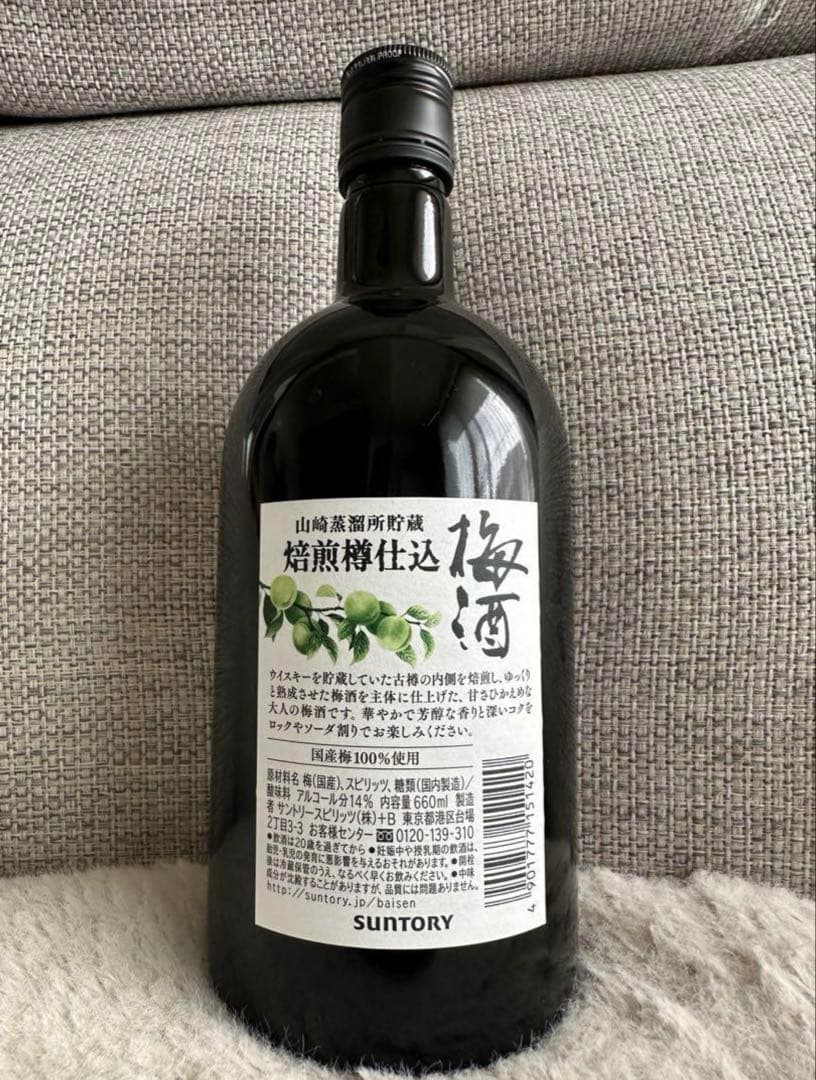 PILFER PROOF
山崎蒸溜所貯蔵
焙煎樽仕込
梅酒
ウイスキーを貯蔵していた古樽の内側を焙煎し、ゆっくり
と熟成させた梅酒を主体に仕上げた、甘さひかえめな
大人の梅酒です。華やかで芳醇な香りと深いコクを
ロックやソーダ割りでお楽しみください。
国産梅100%使用
原材料名 梅(国産)、スピリッツ、糖類(国内製造)/
酸味料 アルコール分14% 内容量660ml 製造
者 サントリースピリッツ(株)+B 東京都港区台場
2丁目3-3 お客様センター 0120-139-310
●飲酒は20歳を過ぎてから ●妊娠中や授乳期の飲酒は、
胎児・乳児の発育に悪影響を与えるおそれがあります。●開栓
後は冷蔵保管のうえ、なるべく早くお飲みください。●中味
成分が沈殿することがありますが、品質には問題ありません。
http://suntory.jp/baisen
4 901777 151420
SUNTORY